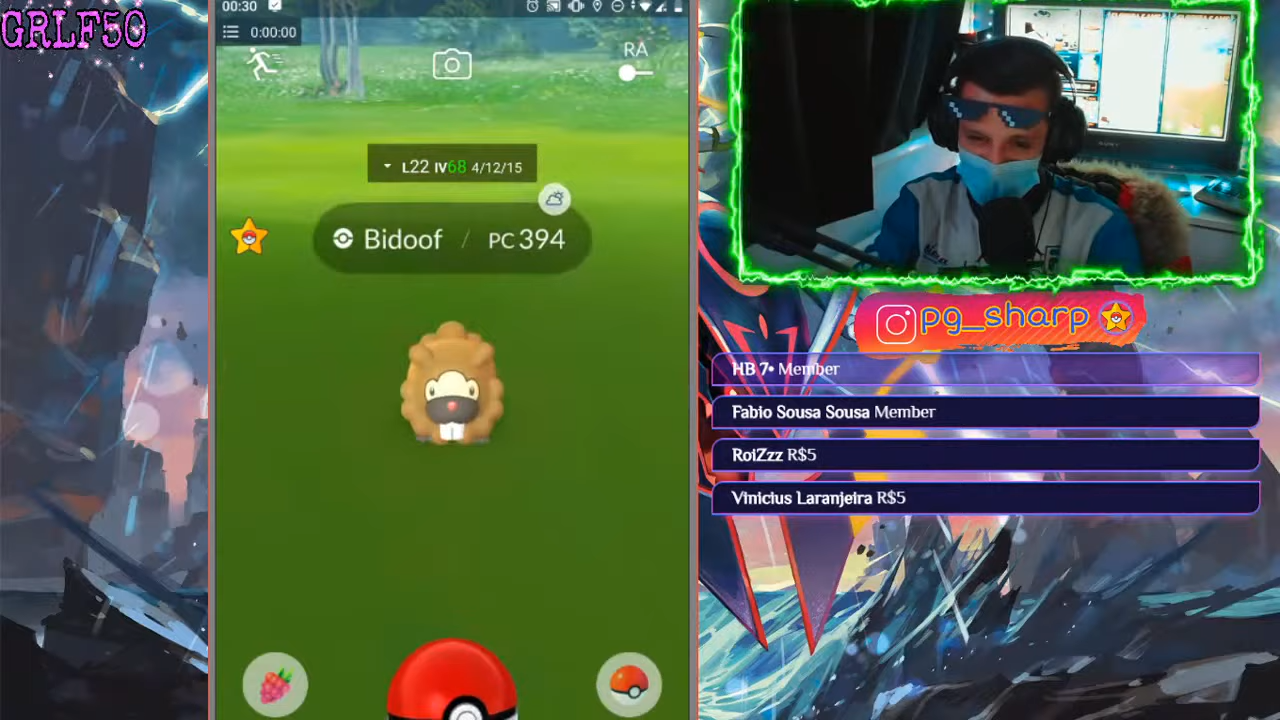 GRLF50
00:30
0:00:00
RA
L22 IV68 4/12/15
Bidoof / PC 394
pg_sharp
HB 7• Member
Fabio Sousa Sousa Member
RoiZzz R$5
Vinicius Laranjeira R$5
SONY